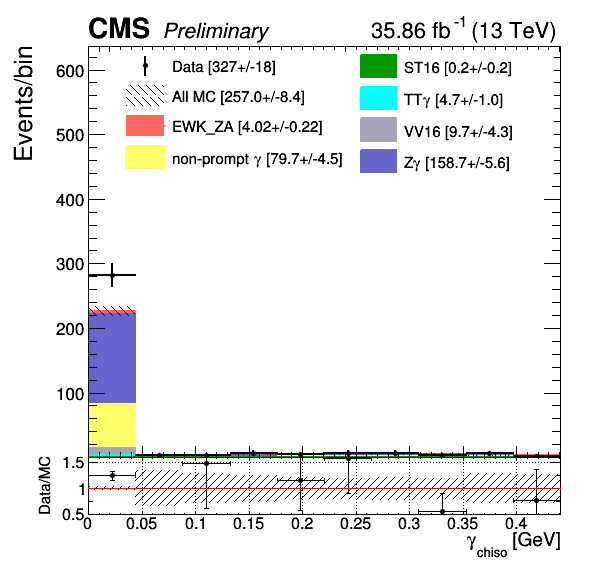 CMS Preliminary 35.86 fb⁻¹ (13 TeV)
Events/bin
600
500
400
300
200
100
Data [327+/-18]
All MC [257.0+/-8.4]
EWK_ZA [4.02+/-0.22]
non-prompt γ [79.7+/-4.5]
ST16 [0.2+/-0.2]
TTγ [4.7+/-1.0]
VV16 [9.7+/-4.3]
Zγ [158.7+/-5.6]
Data/MC
1.5
1
0.5
0 0.05 0.1 0.15 0.2 0.25 0.3 0.35 0.4
γchiso [GeV]